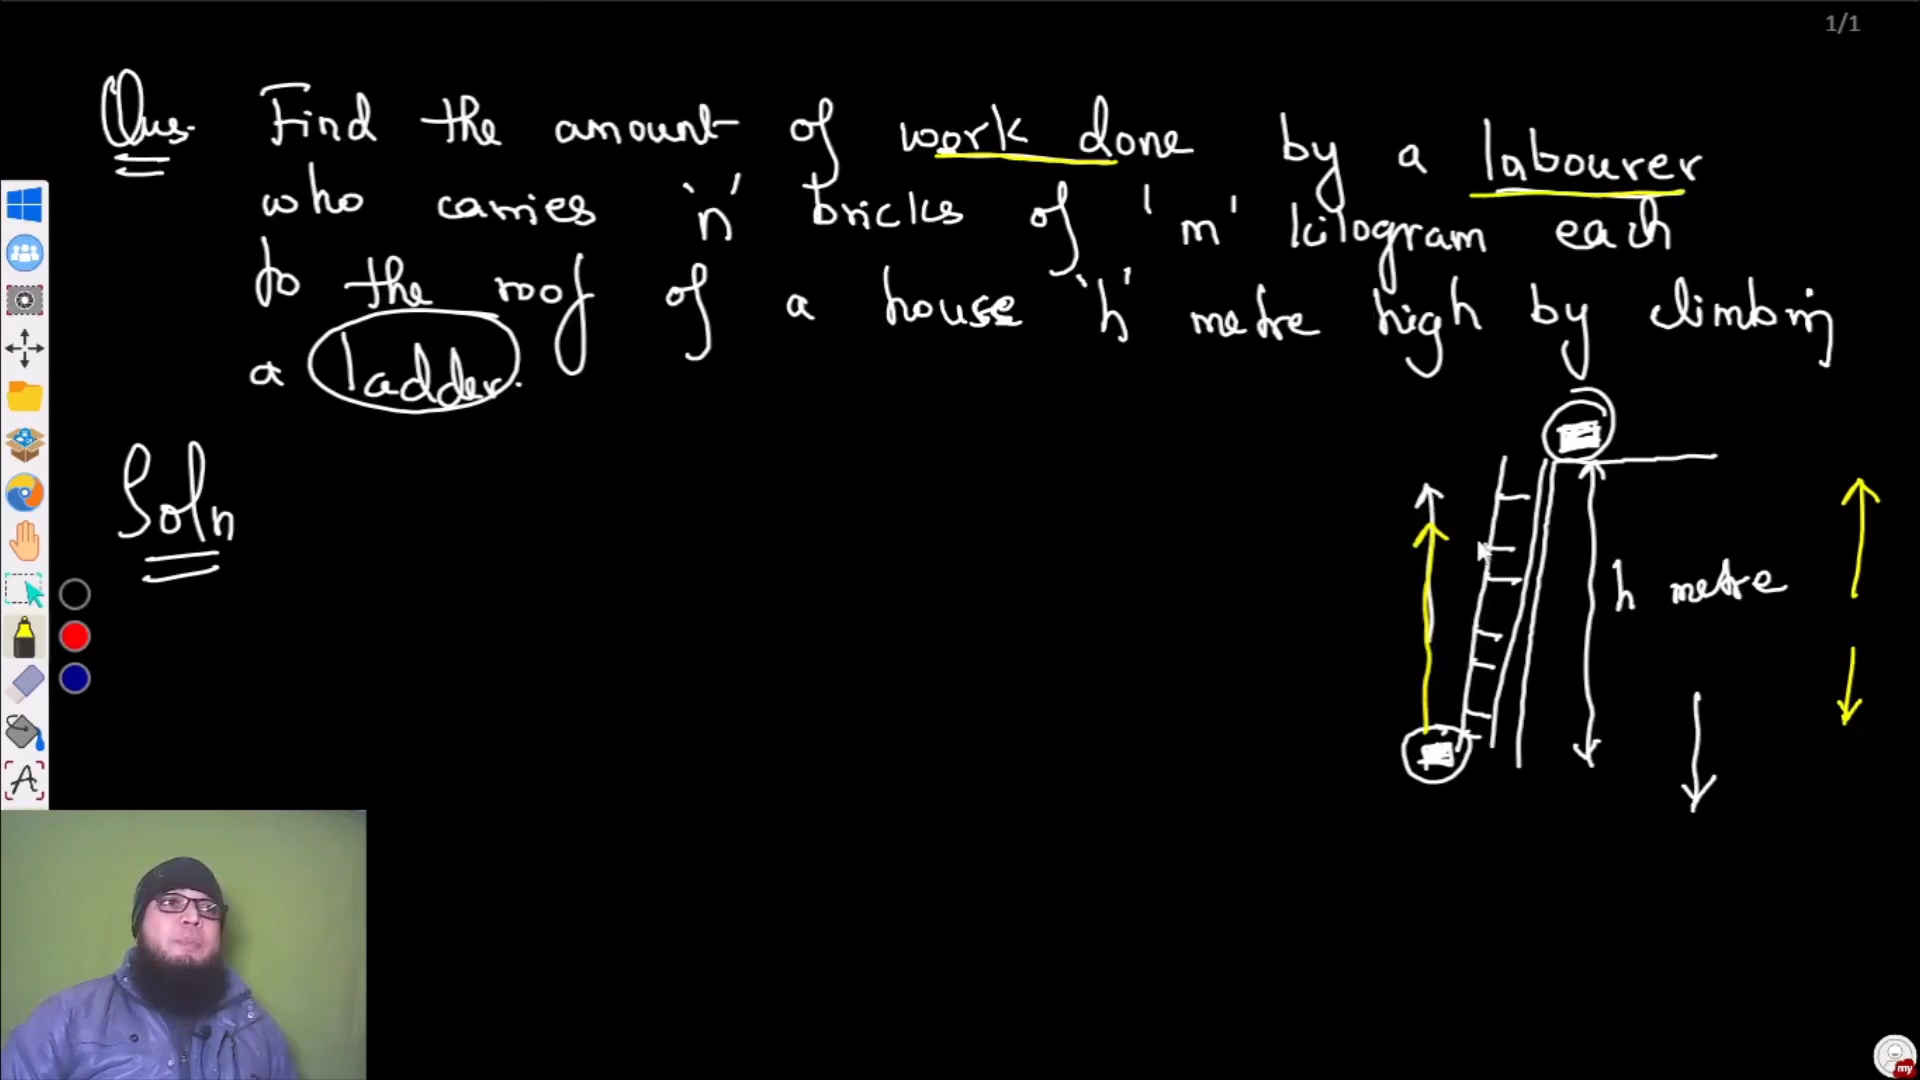 1/1
Ques. Find the amount of work done by a labourer
who carries 'n' bricks of 'm' kilogram each
to the roof of a house 'h' metre high by climbing
a ladder.
Soln
h metre
A
my